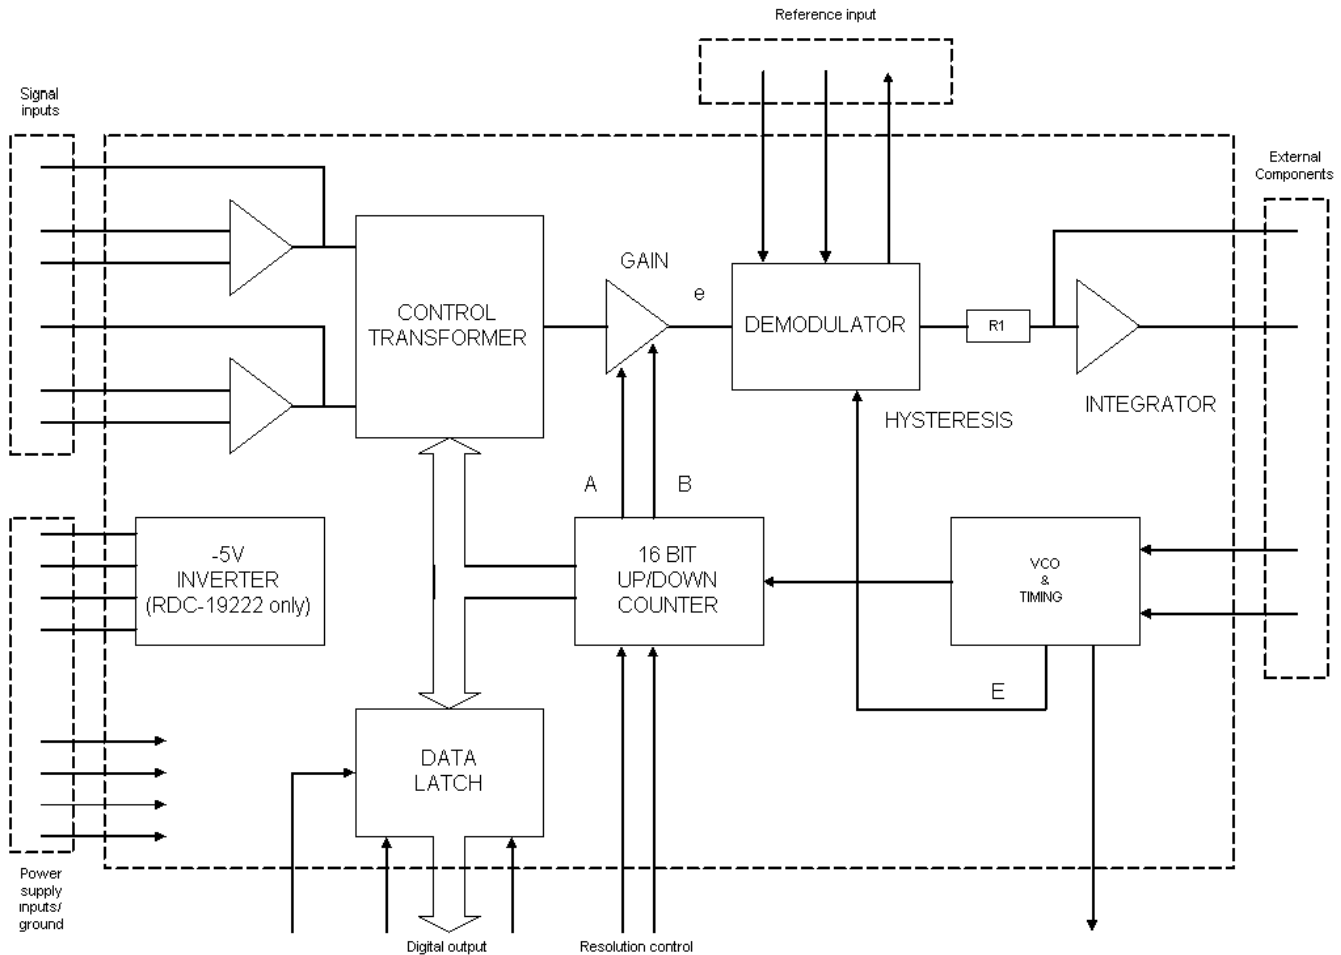 Reference input
Signal
inputs
External
Components
GAIN
e
CONTROL
TRANSFORMER
DEMODULATOR
R1
HYSTERESIS
INTEGRATOR
A
B
-5V
INVERTER
(RDC-19222 only)
16 BIT
UP/DOWN
COUNTER
VCO
&
TIMING
E
DATA
LATCH
Power
supply
inputs/
ground
Digital output
Resolution control